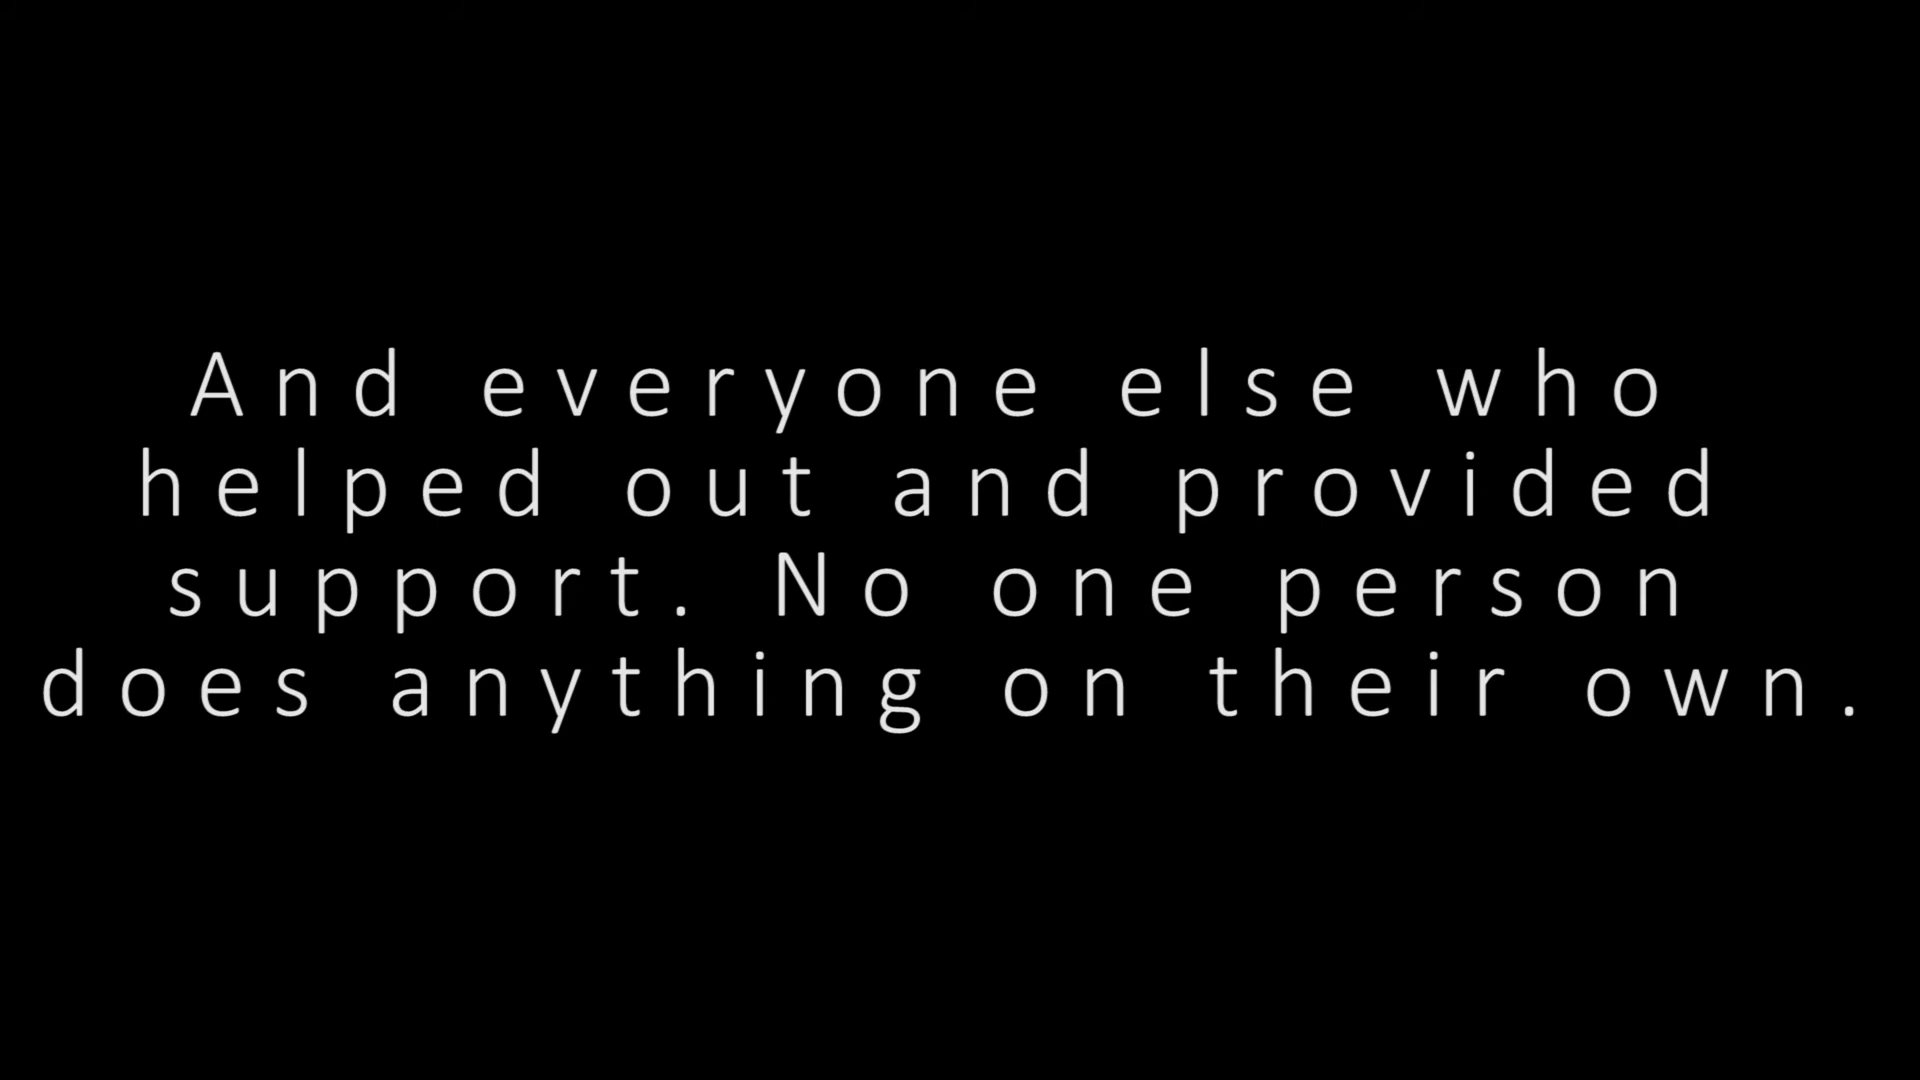 And everyone else who
helped out and provided
support. No one person
does anything on their own.